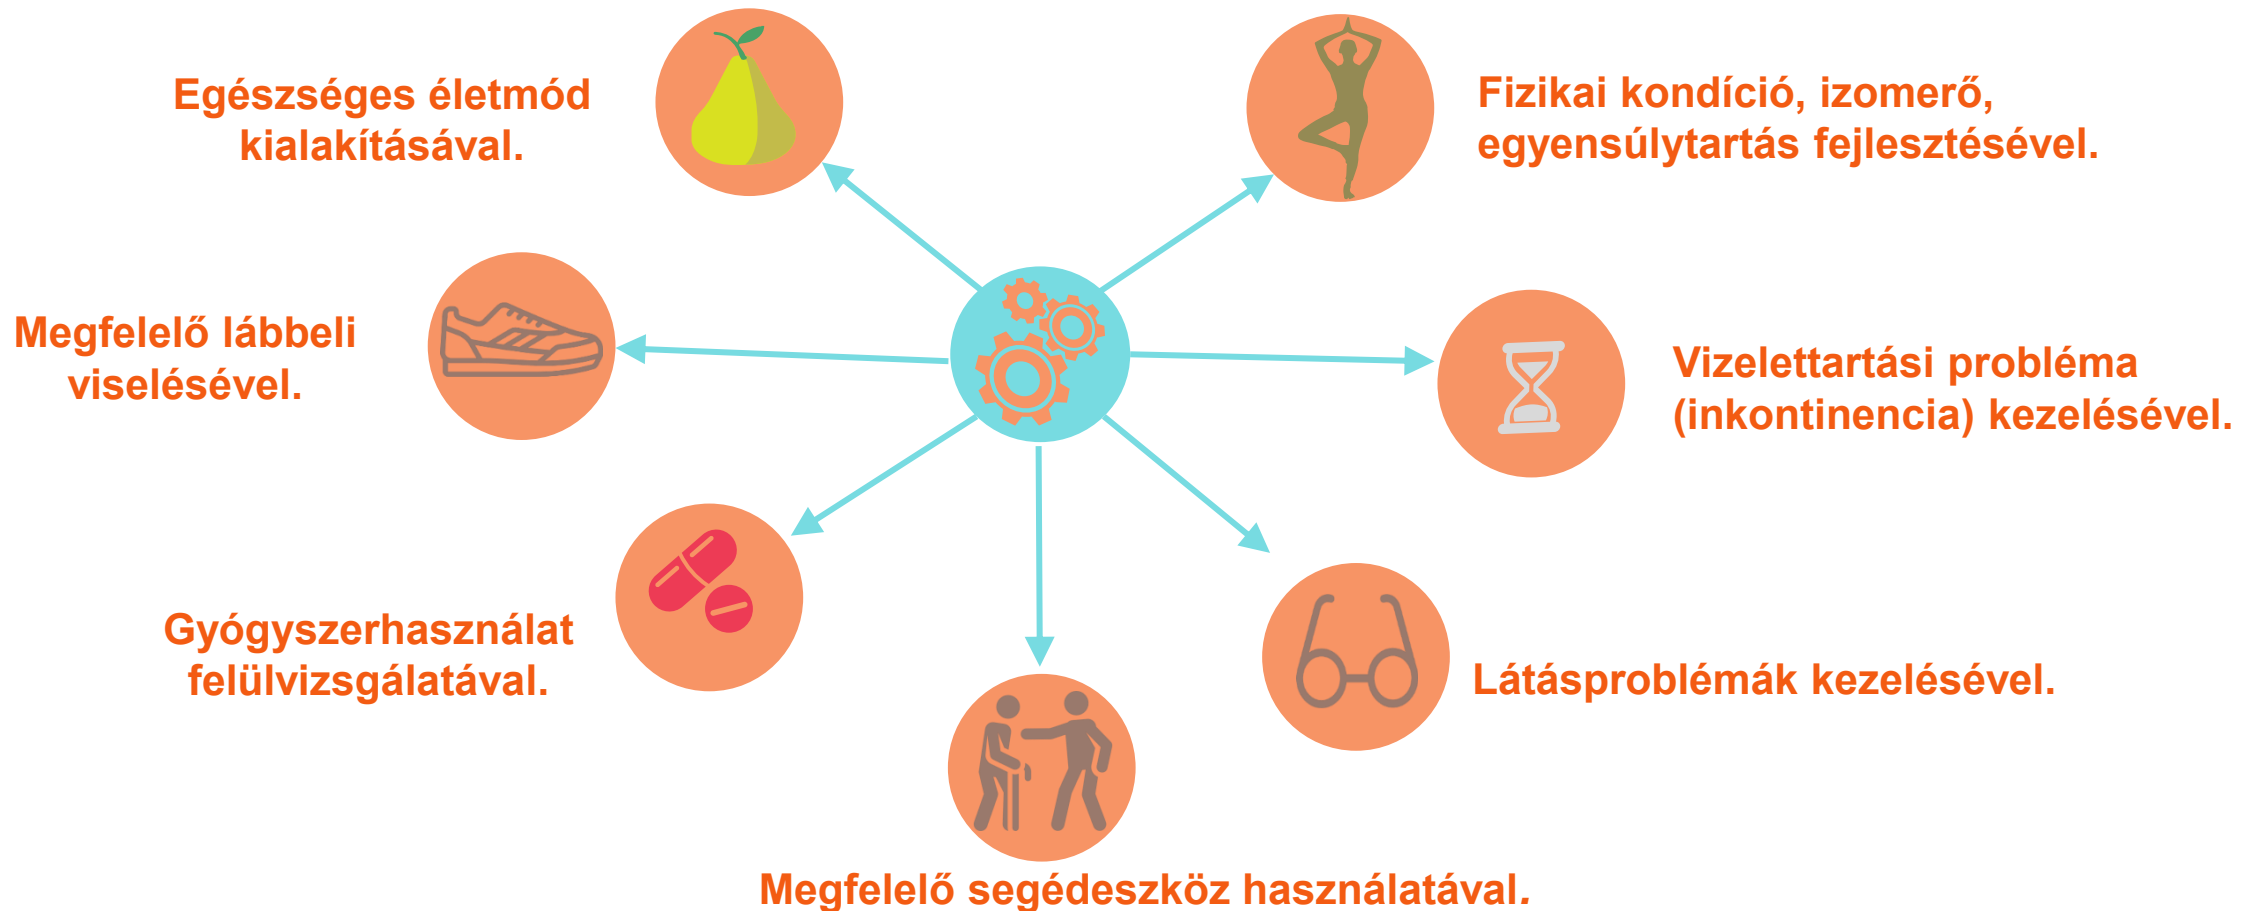 Egészséges életmód
kialakításával.
Fizikai kondíció, izomerő,
egyensúlytartás fejlesztésével.
Megfelelő lábbeli
viselésével.
Vizelettartási probléma
(inkontinencia) kezelésével.
Gyógyszerhasználat
felülvizsgálatával.
Látásproblémák kezelésével.
Megfelelő segédeszköz használatával.